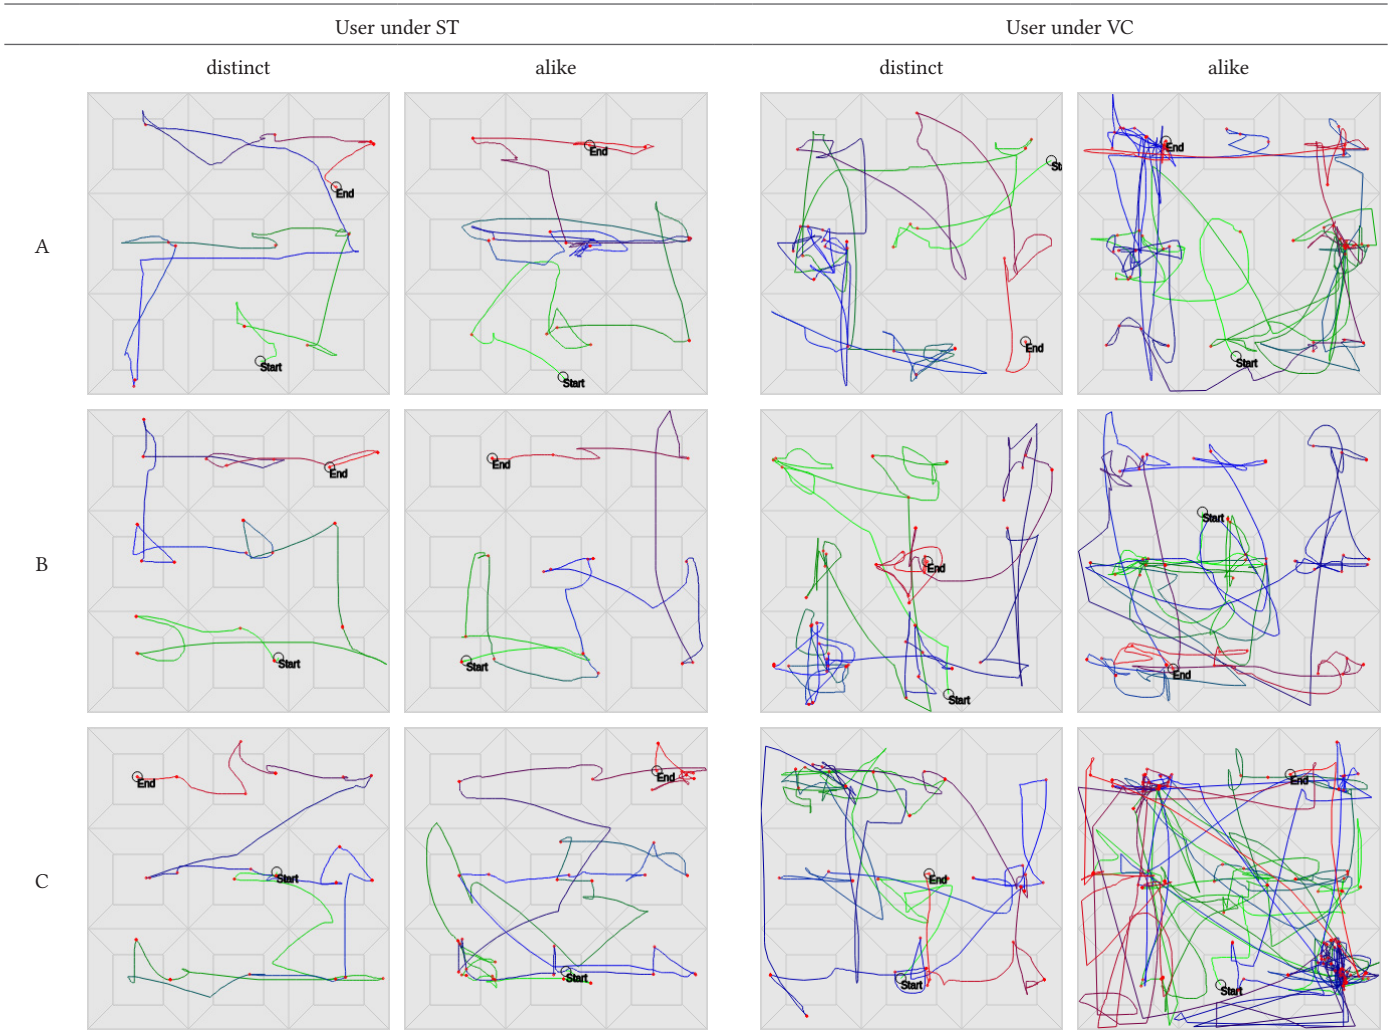 User under ST User under VC
distinct alike distinct alike
A
End End Sta End
Start Start End Start
B
End End End Start
Start Start Start End
C
End End End End
Start Start Start Start